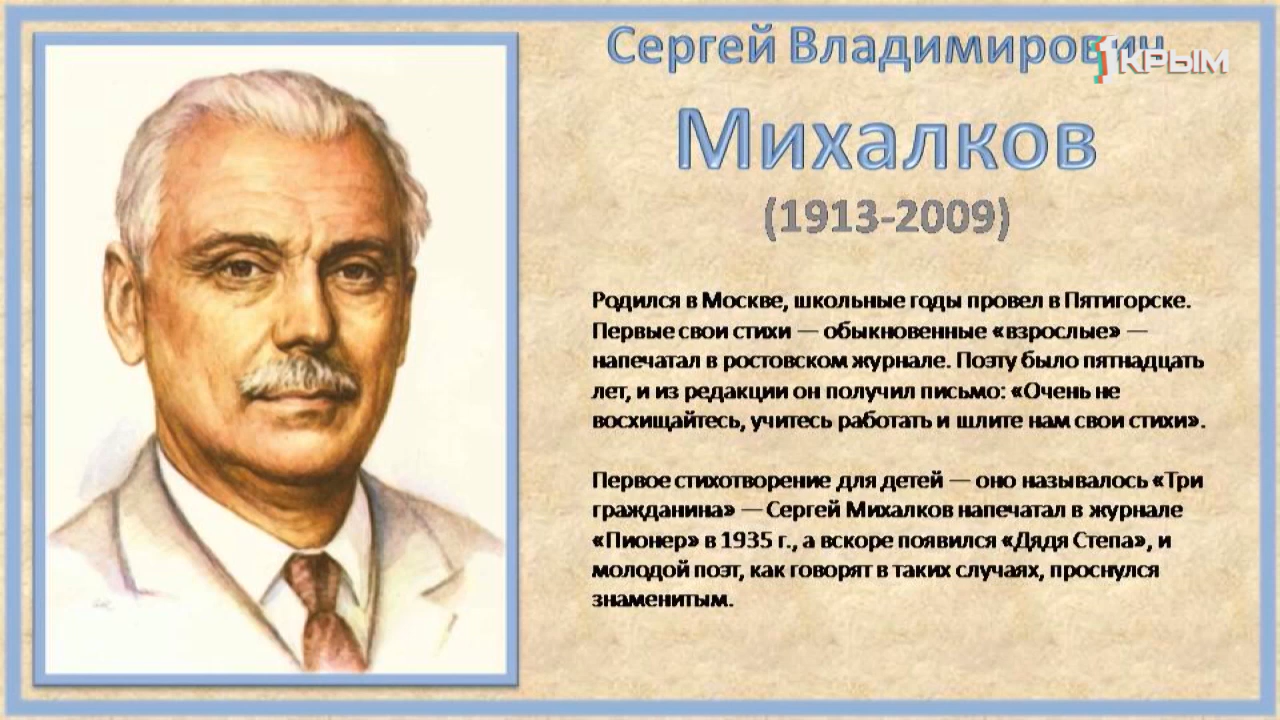 Сергей Владимирович
1КРЫМ
Михалков
(1913-2009)
Родился в Москве, школьные годы провел в Пятигорске.
Первые свои стихи — обыкновенные «взрослые» —
напечатал в ростовском журнале. Поэту было пятнадцать
лет, и из редакции он получил письмо: «Очень не
восхищайтесь, учитесь работать и шлите нам свои стихи».
Первое стихотворение для детей — оно называлось «Три
гражданина» — Сергей Михалков напечатал в журнале
«Пионер» в 1935 г., а вскоре появился «Дядя Степа», и
молодой поэт, как говорят в таких случаях, проснулся
знаменитым.